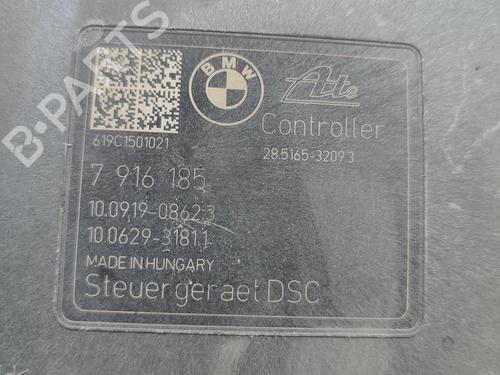 BMW
Ate
Controller
619C1501021
28.5165-3209.3
7 916 185
10.0919-0862.3
10.0629-3181.1
MADE IN HUNGARY
Steuergeraet DSC
B-PARTS